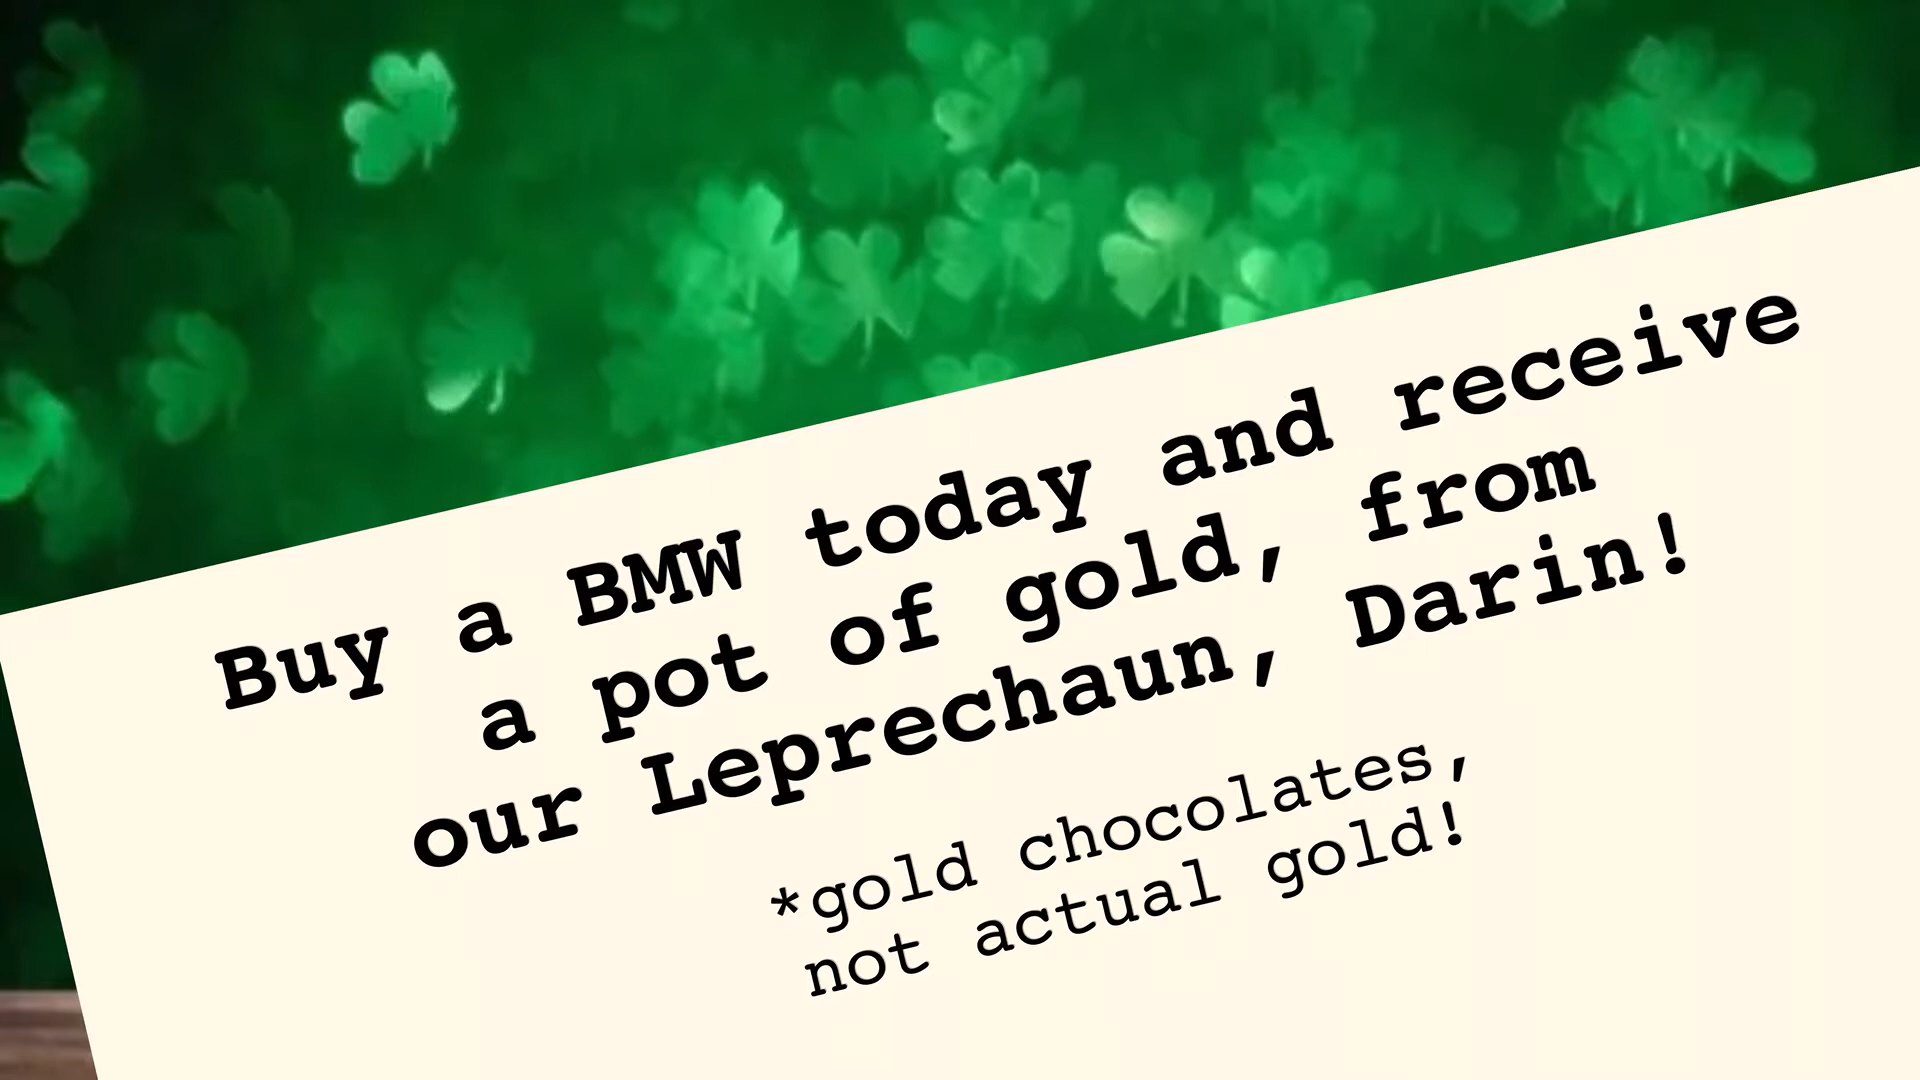 Buy a BMW today and receive
a pot of gold, from
our Leprechaun, Darin!
*gold chocolates,
not actual gold!